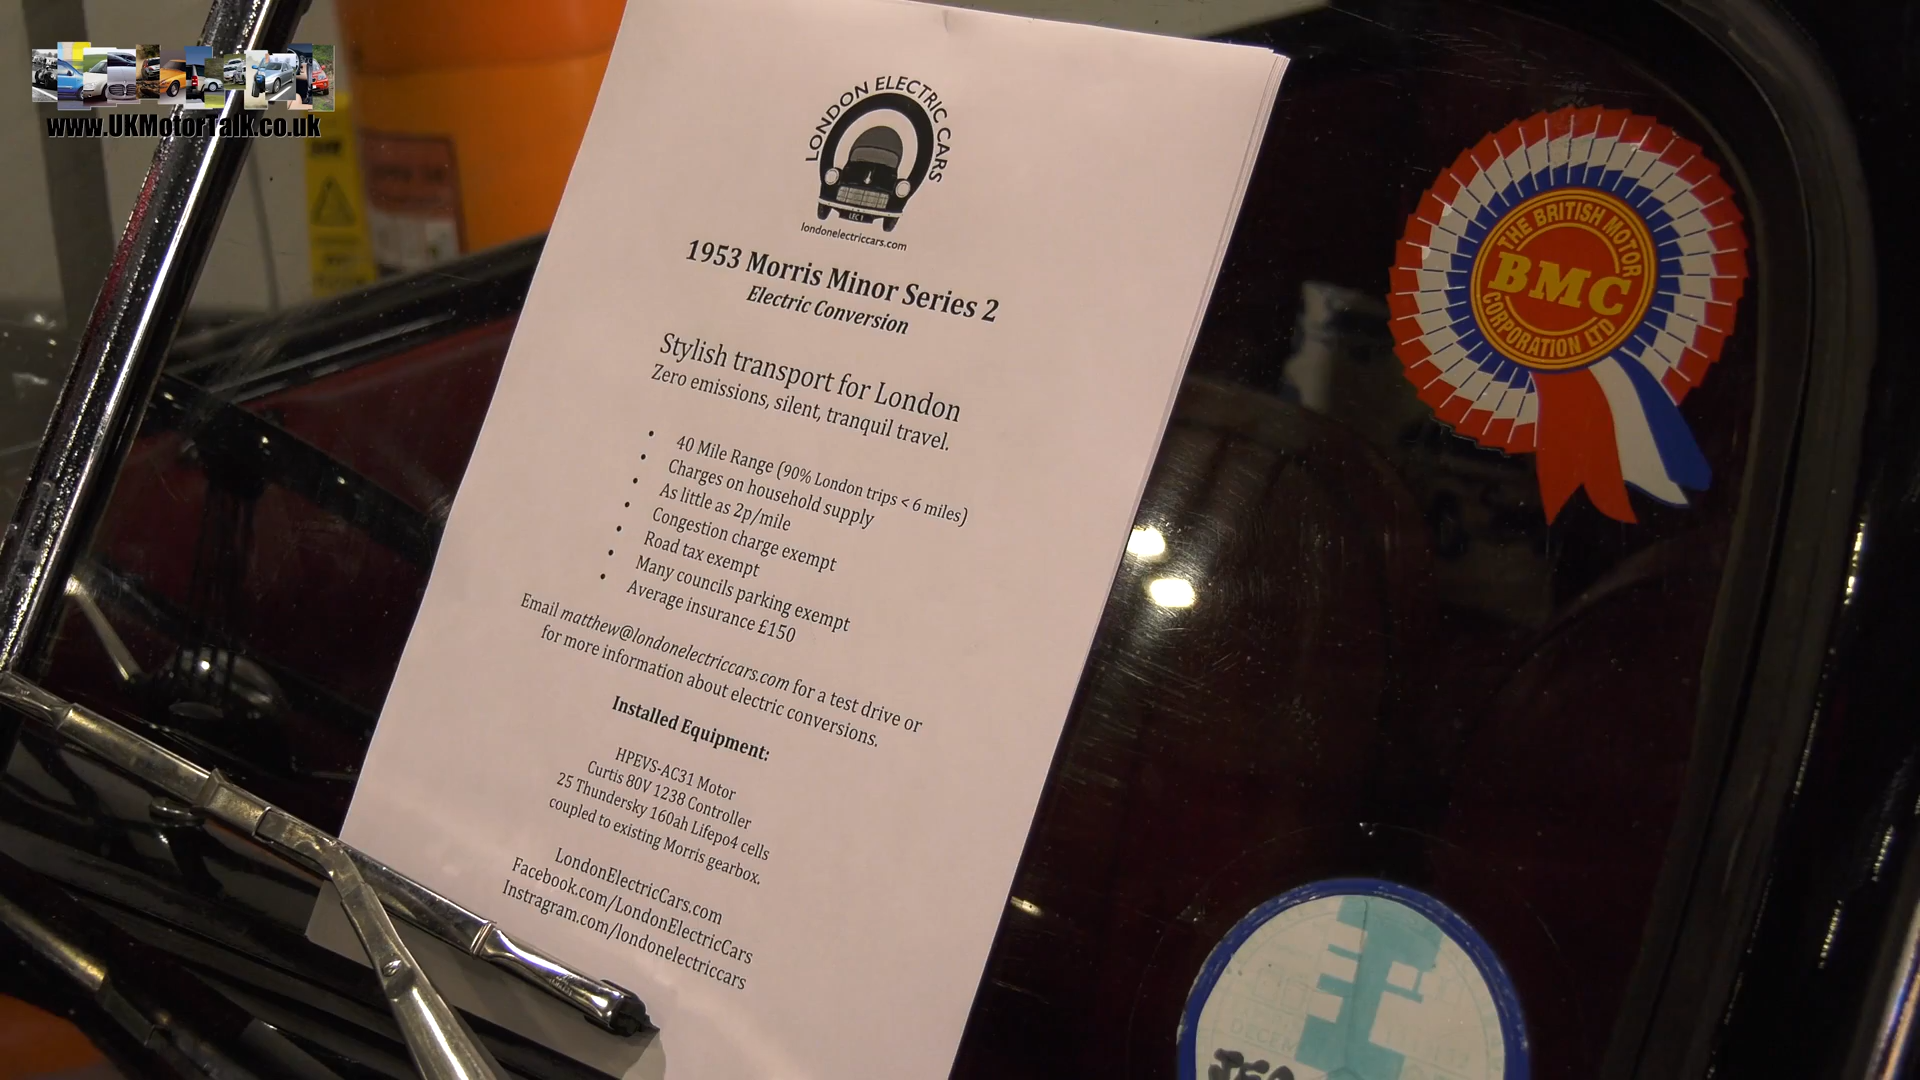 www.UKMotorTalk.co.uk
LONDON ELECTRIC CARS
LEC 1
londonelectriccars.com
1953 Morris Minor Series 2
Electric Conversion
Stylish transport for London
Zero emissions, silent, tranquil travel.
• 40 Mile Range (90% London trips < 6 miles)
• Charges on household supply
• As little as 2p/mile
• Congestion charge exempt
• Road tax exempt
• Many councils parking exempt
• Average insurance £150
Email matthew@londonelectriccars.com for a test drive or
for more information about electric conversions.
Installed Equipment:
HPEVS-AC31 Motor
Curtis 80V 1238 Controller
25 Thundersky 160ah Lifepo4 cells
coupled to existing Morris gearbox.
LondonElectricCars.com
Facebook.com/LondonElectricCars
Instragram.com/londonelectriccars
THE BRITISH MOTOR
BMC
CORPORATION LTD